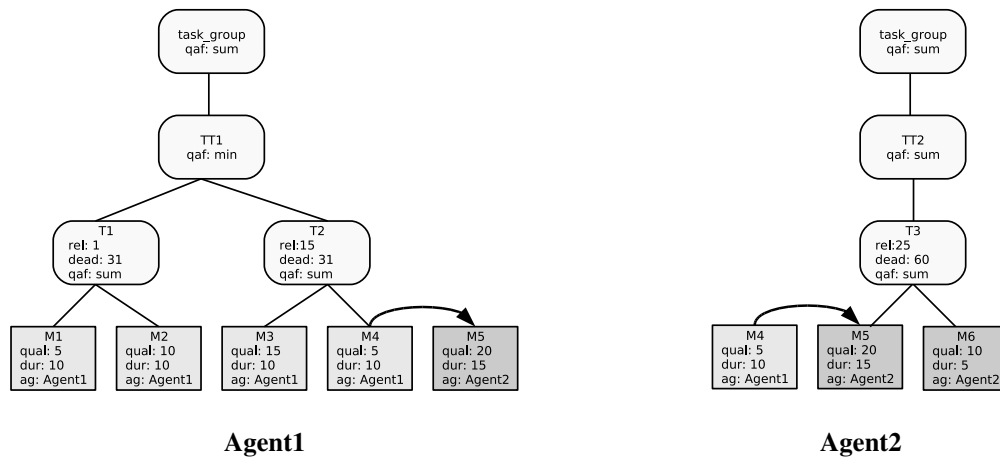 task_group
qaf: sum
TT1
qaf: min
T1
rel: 1
dead: 31
qaf: sum
T2
rel:15
dead: 31
qaf: sum
M1
qual: 5
dur: 10
ag: Agent1
M2
qual: 10
dur: 10
ag: Agent1
M3
qual: 15
dur: 10
ag: Agent1
M4
qual: 5
dur: 10
ag: Agent1
M5
qual: 20
dur: 15
ag: Agent2
Agent1
task_group
qaf: sum
TT2
qaf: sum
T3
rel:25
dead: 60
qaf: sum
M4
qual: 5
dur: 10
ag: Agent1
M5
qual: 20
dur: 15
ag: Agent2
M6
qual: 10
dur: 5
ag: Agent2
Agent2